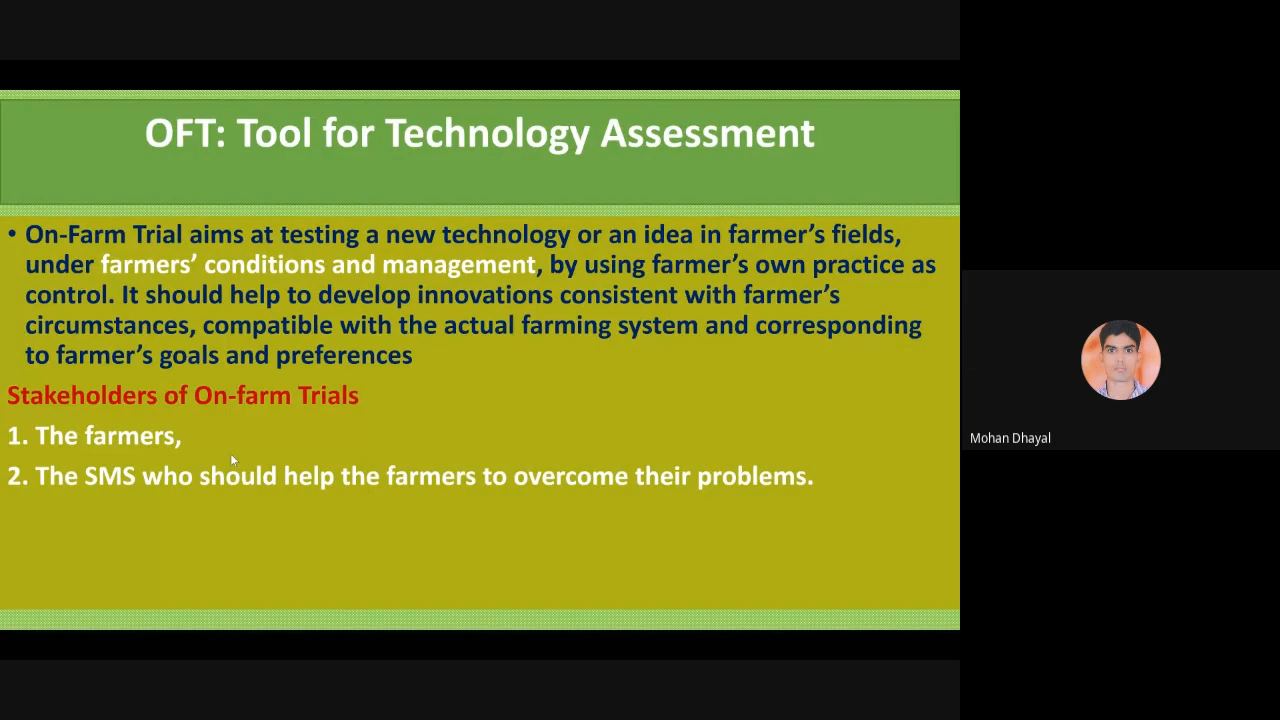 OFT: Tool for Technology Assessment
• On-Farm Trial aims at testing a new technology or an idea in farmer’s fields,
under farmers’ conditions and management, by using farmer’s own practice as
control. It should help to develop innovations consistent with farmer’s
circumstances, compatible with the actual farming system and corresponding
to farmer’s goals and preferences
Stakeholders of On-farm Trials
1. The farmers,
2. The SMS who should help the farmers to overcome their problems.
Mohan Dhayal